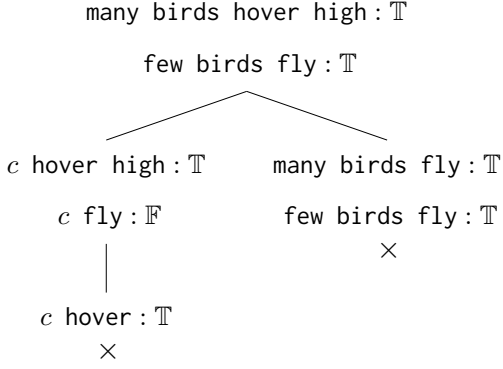 many birds hover high : 𝕋
few birds fly : 𝕋
c hover high : 𝕋 many birds fly : 𝕋
c fly : 𝔽 few birds fly : 𝕋
×
c hover : 𝕋
×